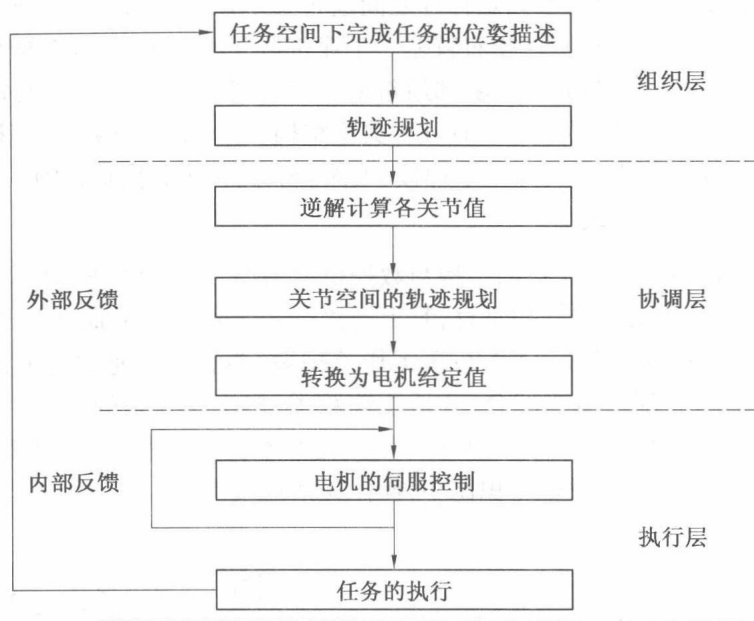 任务空间下完成任务的位姿描述
组织层
轨迹规划
逆解计算各关节值
外部反馈
关节空间的轨迹规划
协调层
转换为电机给定值
内部反馈
电机的伺服控制
执行层
任务的执行